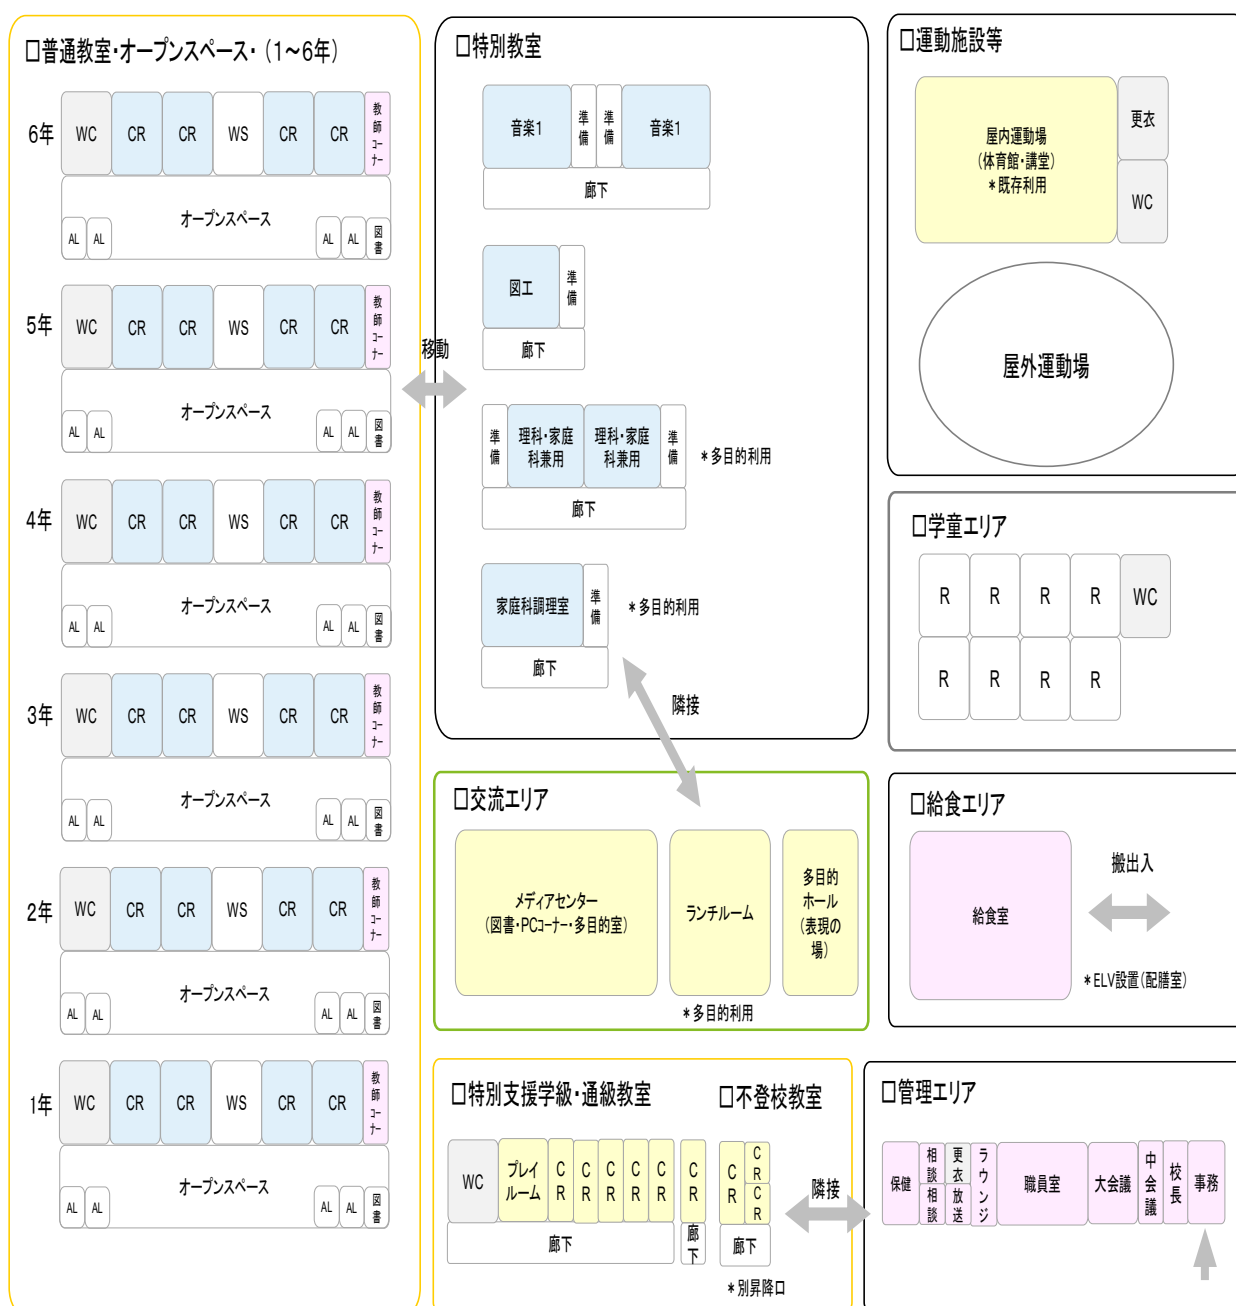 □普通教室・オープンスペース・（1～6年）
6年
WC
CR
CR
WS
CR
CR
教師コーナー
オープンスペース
AL
AL
AL
AL
図書
5年
WC
CR
CR
WS
CR
CR
教師コーナー
オープンスペース
AL
AL
AL
AL
図書
4年
WC
CR
CR
WS
CR
CR
教師コーナー
オープンスペース
AL
AL
AL
AL
図書
3年
WC
CR
CR
WS
CR
CR
教師コーナー
オープンスペース
AL
AL
AL
AL
図書
2年
WC
CR
CR
WS
CR
CR
教師コーナー
オープンスペース
AL
AL
AL
AL
図書
1年
WC
CR
CR
WS
CR
CR
教師コーナー
オープンスペース
AL
AL
AL
AL
図書
移動
□特別教室
音楽1
準備
準備
音楽1
廊下
図工
準備
廊下
準備
理科・家庭
科兼用
理科・家庭
科兼用
準備
＊多目的利用
廊下
家庭科調理室
準備
＊多目的利用
廊下
隣接
□交流エリア
メディアセンター
（図書・PCコーナー・多目的室）
ランチルーム
多目的
ホール
（表現の
場）
＊多目的利用
□特別支援学級・通級教室
WC
プレイ
ルーム
CR
CR
CR
CR
CR
CR
廊下
廊下
□不登校教室
CR
CR
CR
廊下
＊別昇降口
隣接
□運動施設等
屋内運動場
（体育館・講堂）
＊既存利用
更衣
WC
屋外運動場
□学童エリア
R
R
R
R
WC
R
R
R
R
□給食エリア
給食室
搬出入
＊ELV設置（配膳室）
□管理エリア
保健
相談
相談
更衣
放送
ラウンジ
職員室
大会議
中会議
校長
事務